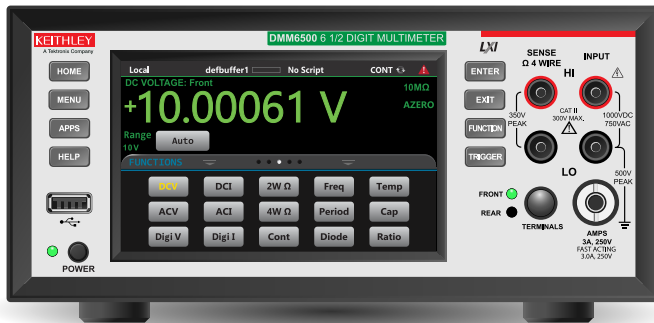 KEITHLEY
A Tektronix Company
DMM6500 6 1/2 DIGIT MULTIMETER
LXI
HOME
MENU
APPS
HELP
POWER
Local defbuffer1 No Script CONT
DC VOLTAGE: Front
+10.00061 V
10MΩ
AZERO
Range
10V
Auto
FUNCTIONS
DCV DCI 2W Ω Freq Temp
ACV ACI 4W Ω Period Cap
Digi V Digi I Cont Diode Ratio
ENTER
EXIT
FUNCTION
TRIGGER
SENSE
Ω 4 WIRE
INPUT
HI
350V
PEAK
CAT II
300V MAX.
1000VDC
750VAC
LO
500V
PEAK
FRONT
REAR
TERMINALS
AMPS
3A, 250V
FAST ACTING
3.0A, 250V